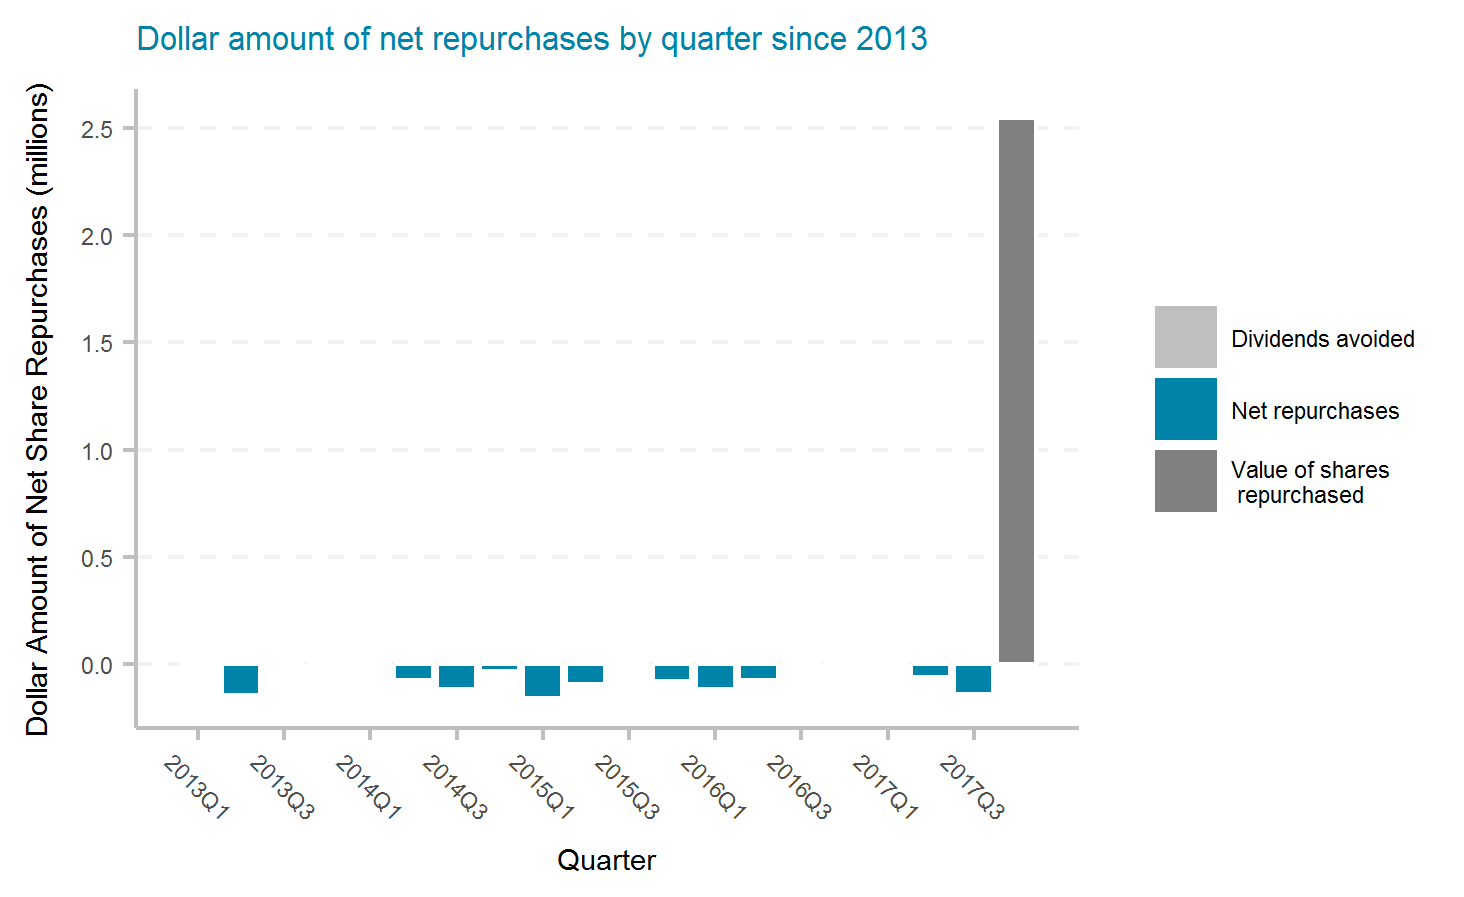 Dollar amount of net repurchases by quarter since 2013
Dollar Amount of Net Share Repurchases (millions)
2.5
2.0
1.5
1.0
0.5
0.0
2013Q1
2013Q3
2014Q1
2014Q3
2015Q1
2015Q3
2016Q1
2016Q3
2017Q1
2017Q3
Quarter
Dividends avoided
Net repurchases
Value of shares
repurchased